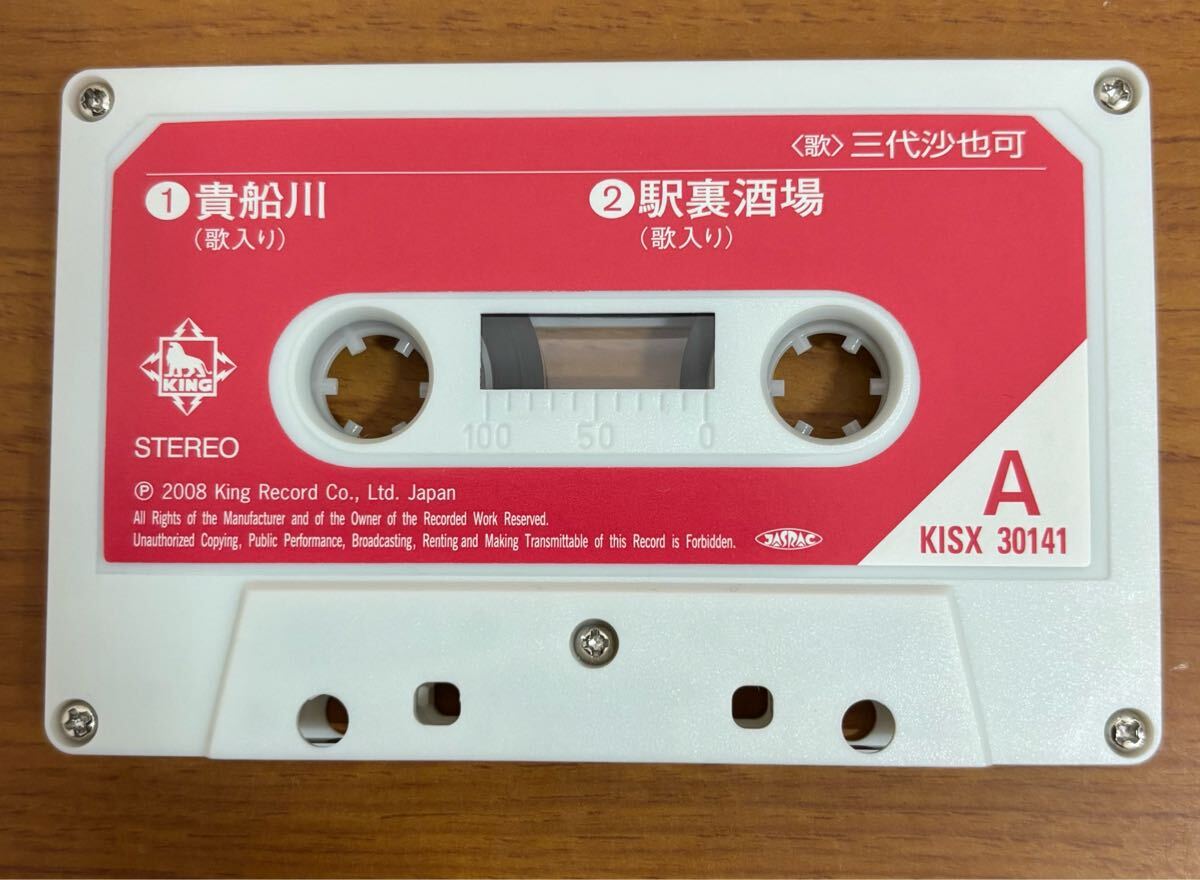 〈歌〉三代沙也可
①貴船川 ②駅裏酒場
(歌入り) (歌入り)
KING
STEREO
100 50 0
Ⓟ 2008 King Record Co., Ltd. Japan
All Rights of the Manufacturer and of the Owner of the Recorded Work Reserved.
Unauthorized Copying, Public Performance, Broadcasting, Renting and Making Transmittable of this Record is Forbidden.
JASRAC
A
KISX 30141